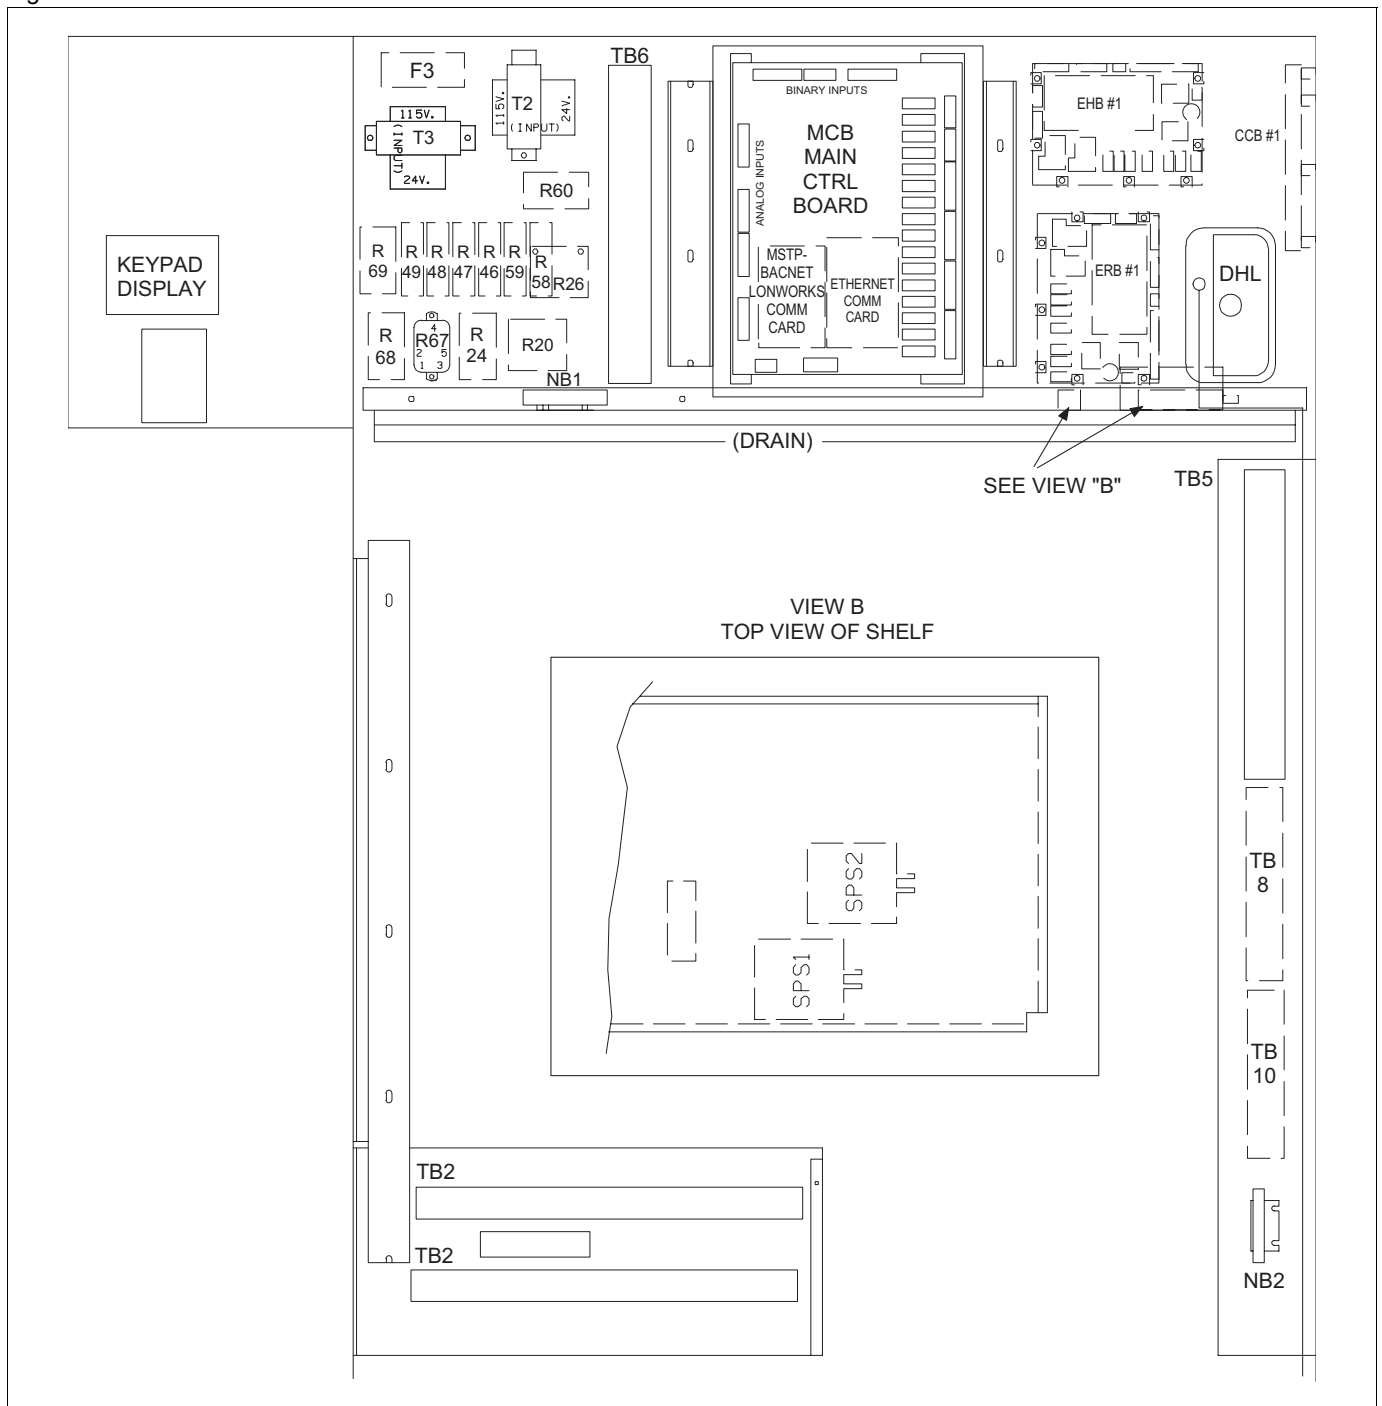 F3
T2
115V.
(INPUT)
24V.
115V.
(INPUT)
T3
24V.
TB6
BINARY INPUTS
ANALOG INPUTS
MCB
MAIN
CTRL
BOARD
MSTP-
BACNET
LONWORKS
COMM
CARD
ETHERNET
COMM
CARD
EHB #1
CCB #1
ERB #1
DHL
KEYPAD
DISPLAY
R60
R
69
R
49
R
48
R
47
R
46
R
59
R
58
R26
R
68
4
R67
2 5
1 3
R
24
R20
NB1
(DRAIN)
SEE VIEW "B"
TB5
VIEW B
TOP VIEW OF SHELF
SPS2
SPS1
TB
8
TB
10
TB2
TB2
NB2